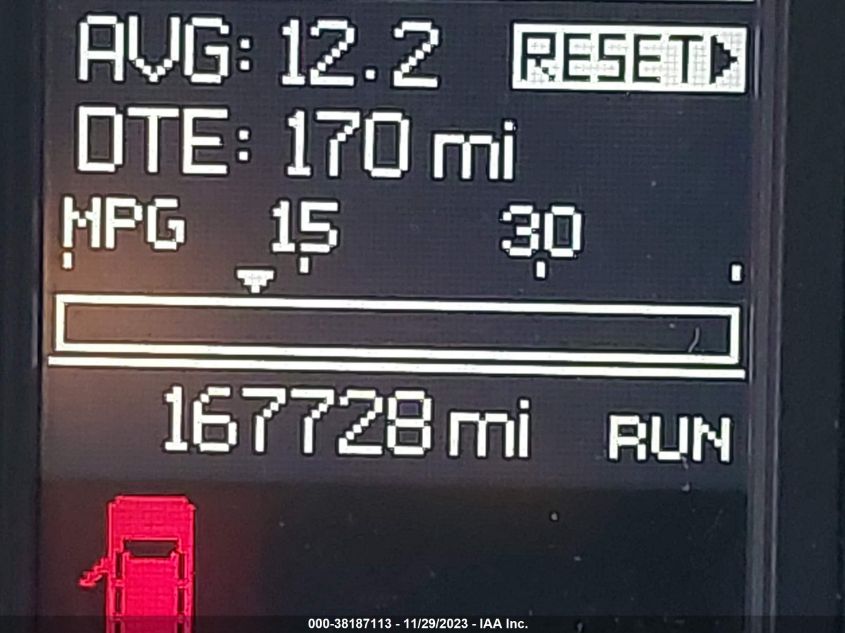 AVG: 12.2 RESET
DTE: 170 mi
MPG 15 30
167728 mi RUN
000-38187113 - 11/29/2023 - IAA Inc.